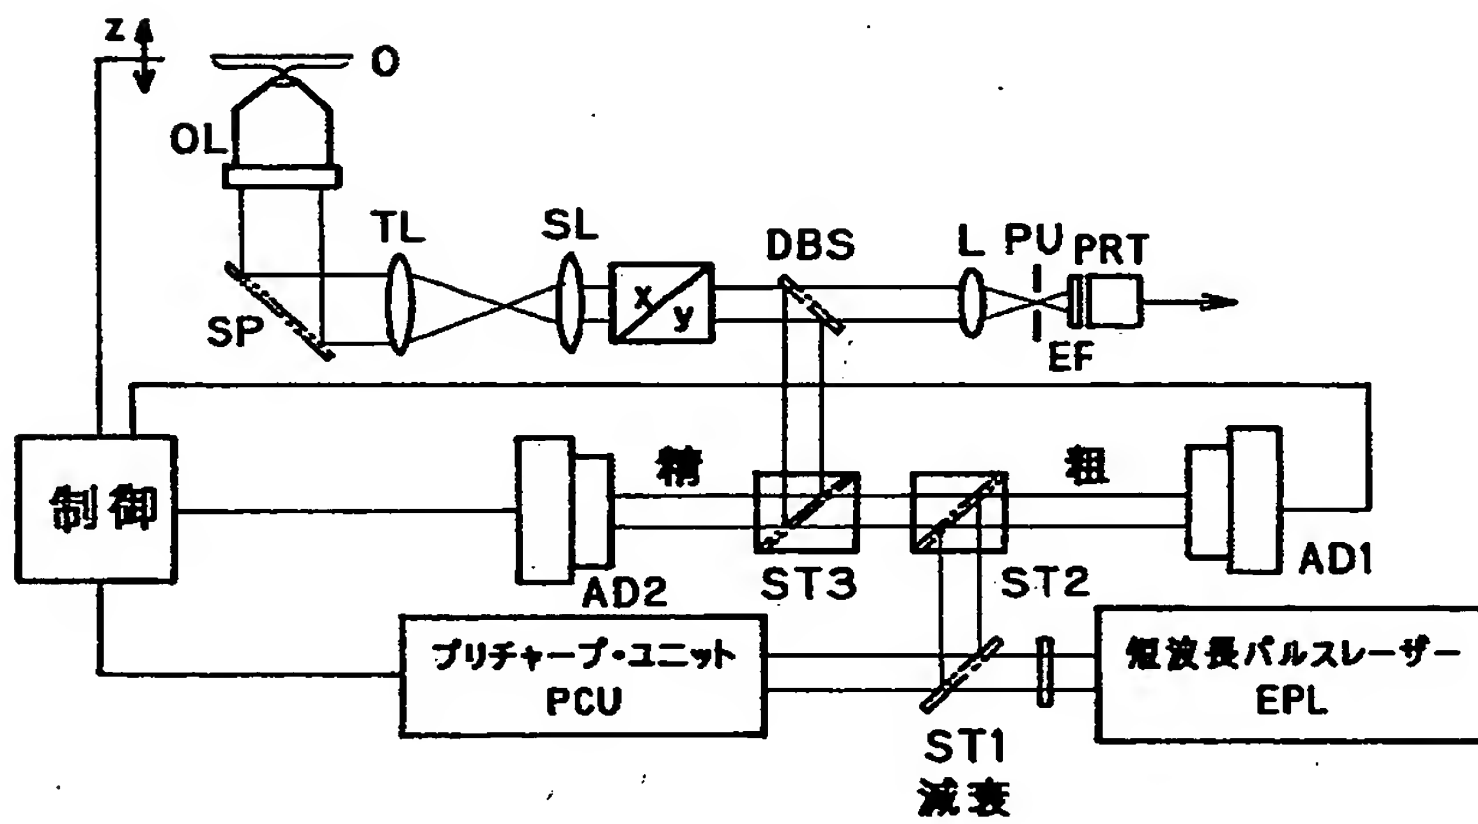 z
O
OL
TL
SL
DBS
L
PU
PRT
SP
x
y
EF
制御
精
粗
AD2
ST3
ST2
AD1
プリチャープ・ユニット
PCU
短波長パルスレーザー
EPL
ST1
減衰